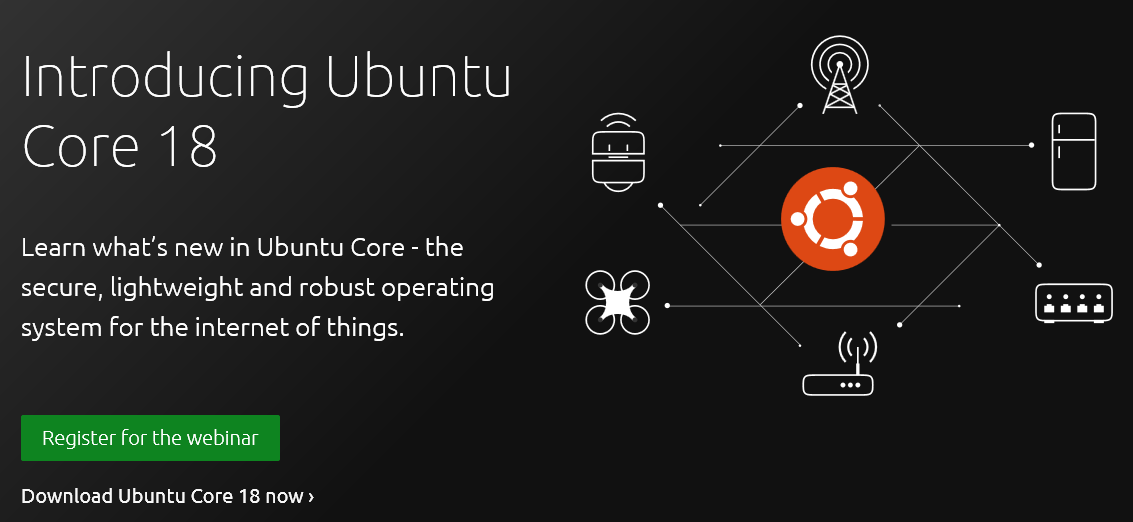 Introducing Ubuntu
Core 18
Learn what’s new in Ubuntu Core - the
secure, lightweight and robust operating
system for the internet of things.
Register for the webinar
Download Ubuntu Core 18 now ›